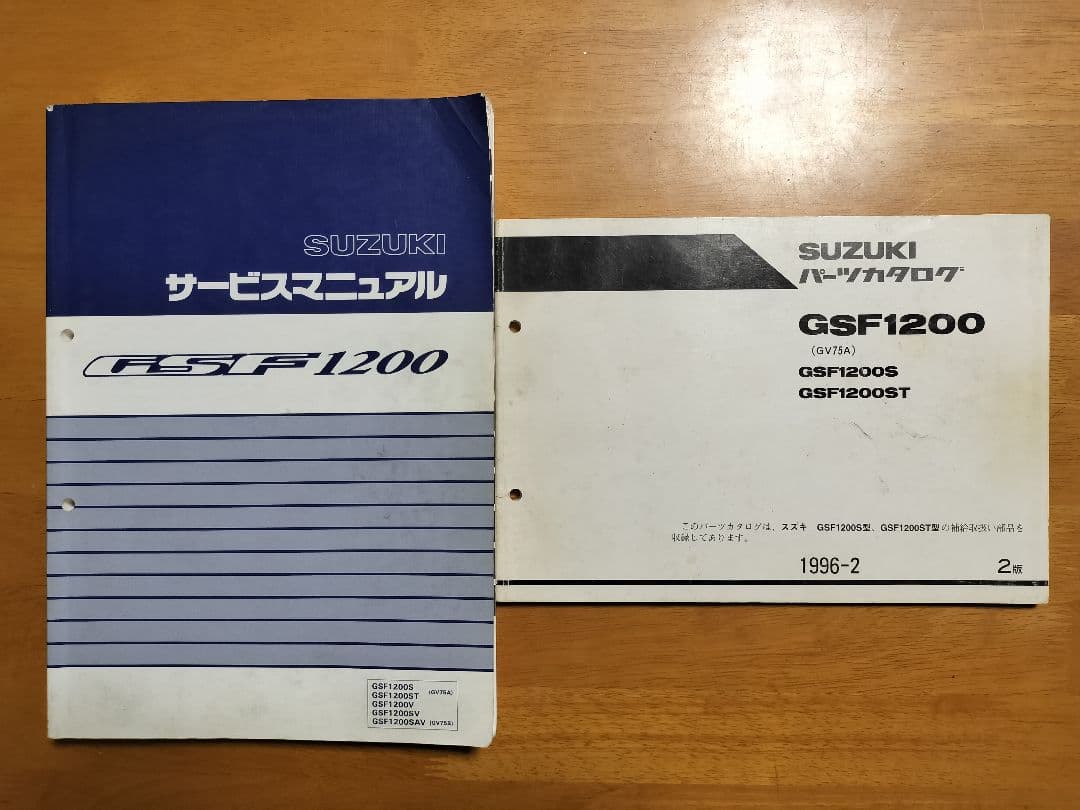 SUZUKI
サービスマニュアル
GSF1200
GSF1200S
GSF1200ST (GV75A)
GSF1200V
GSF1200SV
GSF1200SAV (GV75B)
SUZUKI
パーツカタログ
GSF1200
(GV75A)
GSF1200S
GSF1200ST
このパーツカタログは、スズキ GSF1200S型、GSF1200ST型の補給取扱い部品を
収録してあります。
1996-2 2版